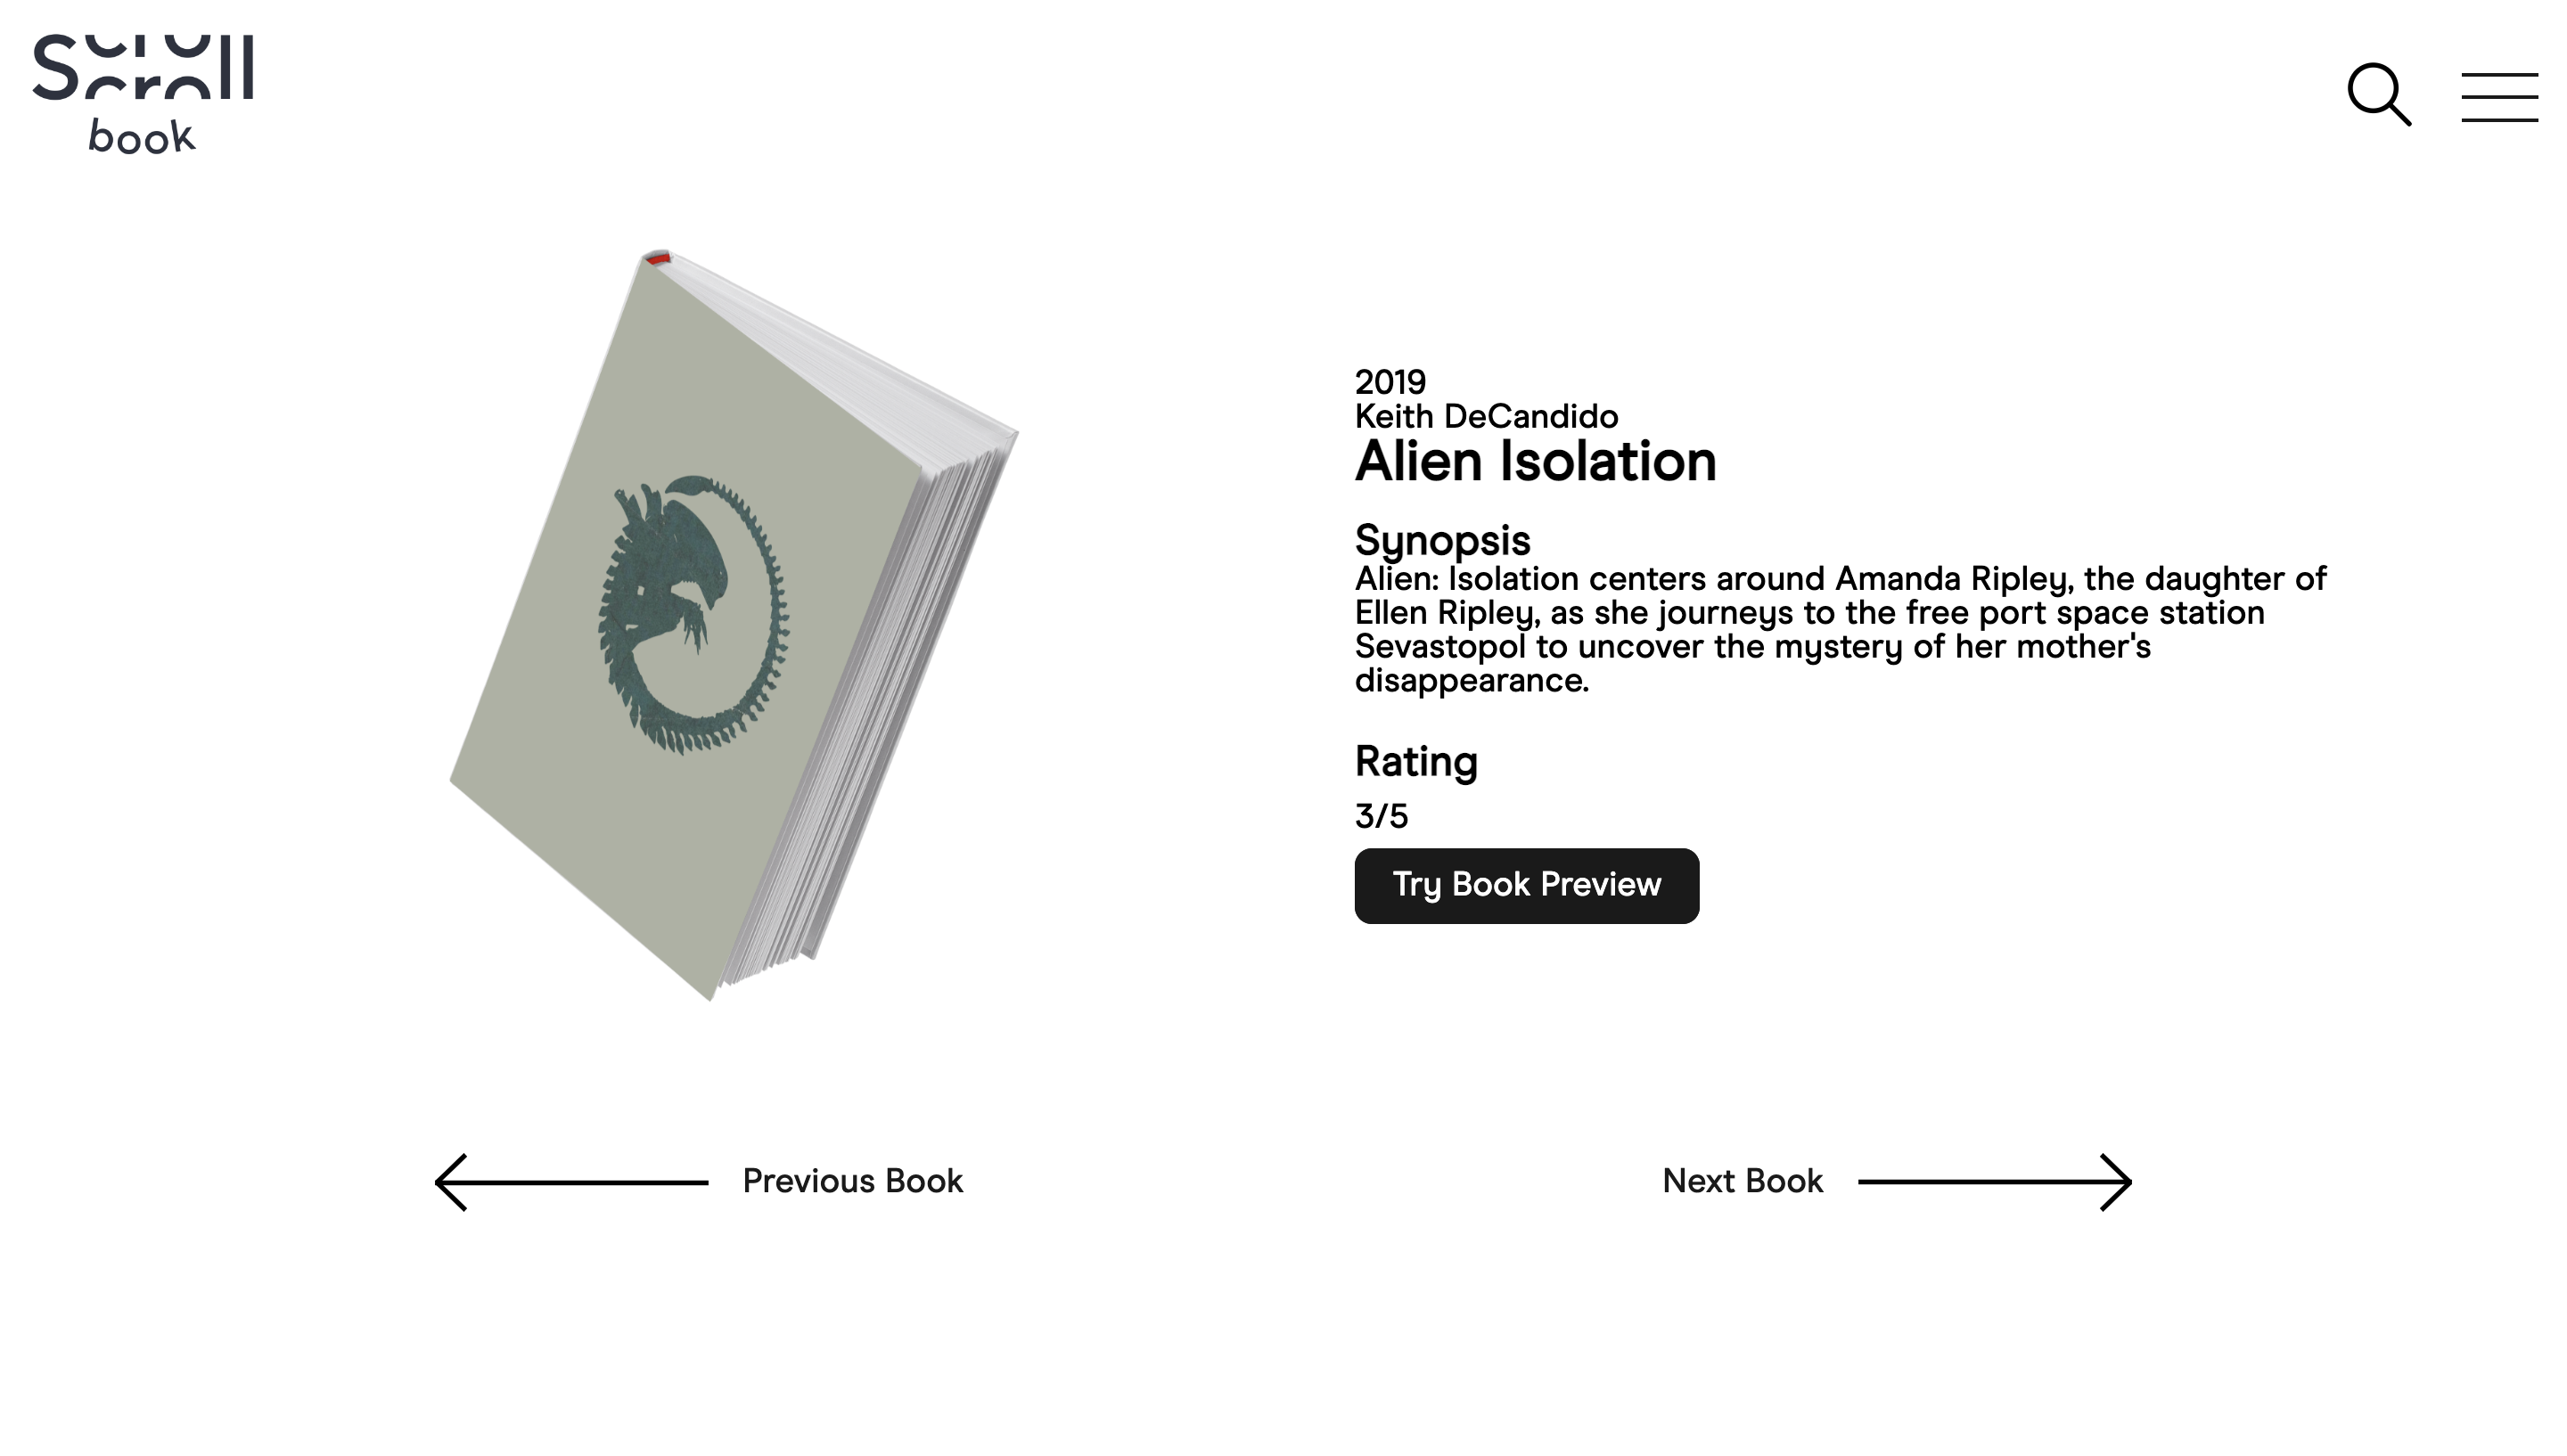 Scroll
book
2019
Keith DeCandido
Alien Isolation
Synopsis
Alien: Isolation centers around Amanda Ripley, the daughter of
Ellen Ripley, as she journeys to the free port space station
Sevastopol to uncover the mystery of her mother's
disappearance.
Rating
3/5
Try Book Preview
Previous Book
Next Book